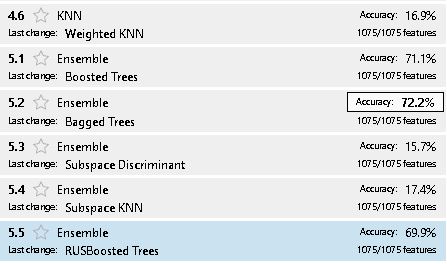 4.6 KNN Accuracy: 16.9%
Last change: Weighted KNN 1075/1075 features
5.1 Ensemble Accuracy: 71.1%
Last change: Boosted Trees 1075/1075 features
5.2 Ensemble Accuracy: 72.2%
Last change: Bagged Trees 1075/1075 features
5.3 Ensemble Accuracy: 15.7%
Last change: Subspace Discriminant 1075/1075 features
5.4 Ensemble Accuracy: 17.4%
Last change: Subspace KNN 1075/1075 features
5.5 Ensemble Accuracy: 69.9%
Last change: RUSBoosted Trees 1075/1075 features